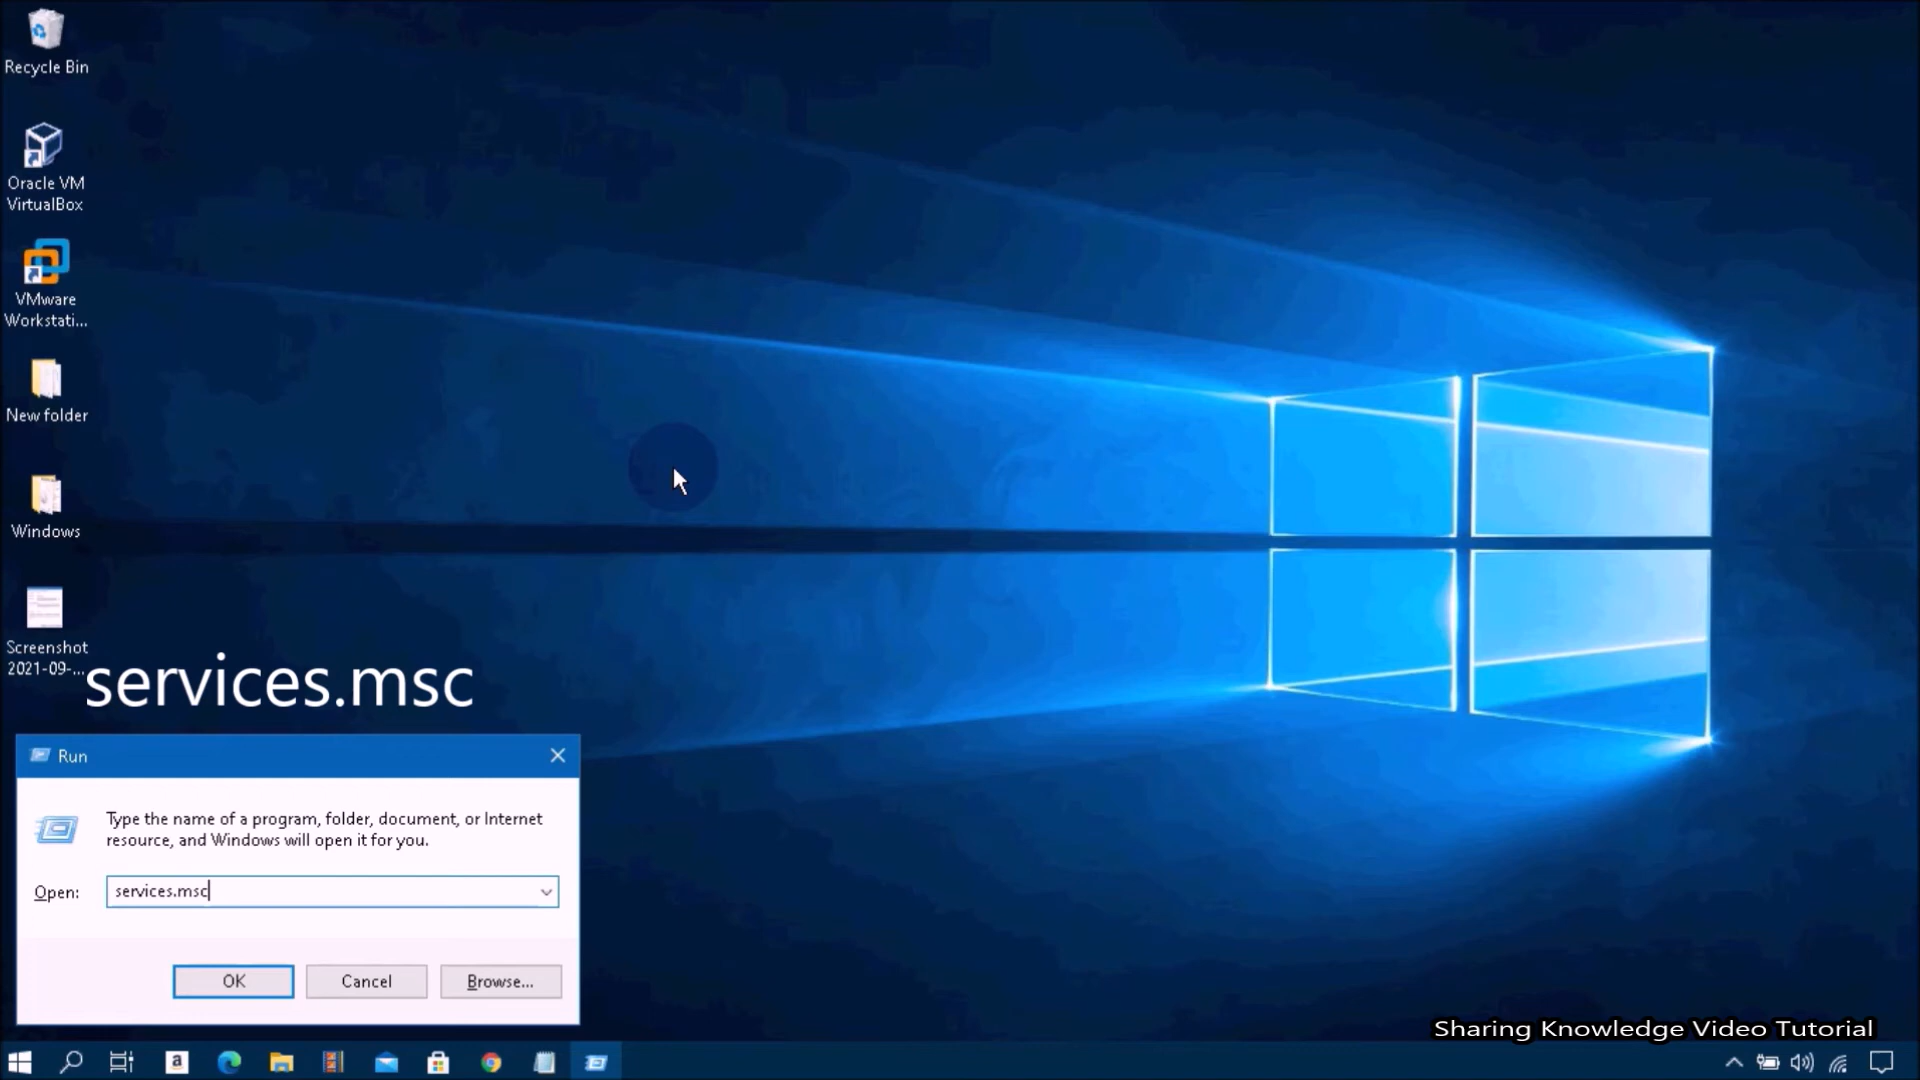 Recycle Bin
Oracle VM
VirtualBox
VMware
Workstati...
New folder
Windows
Screenshot
2021-09-...
services.msc
Run
Type the name of a program, folder, document, or Internet
resource, and Windows will open it for you.
Open:
services.msc
OK
Cancel
Browse...
Sharing Knowledge Video Tutorial
a